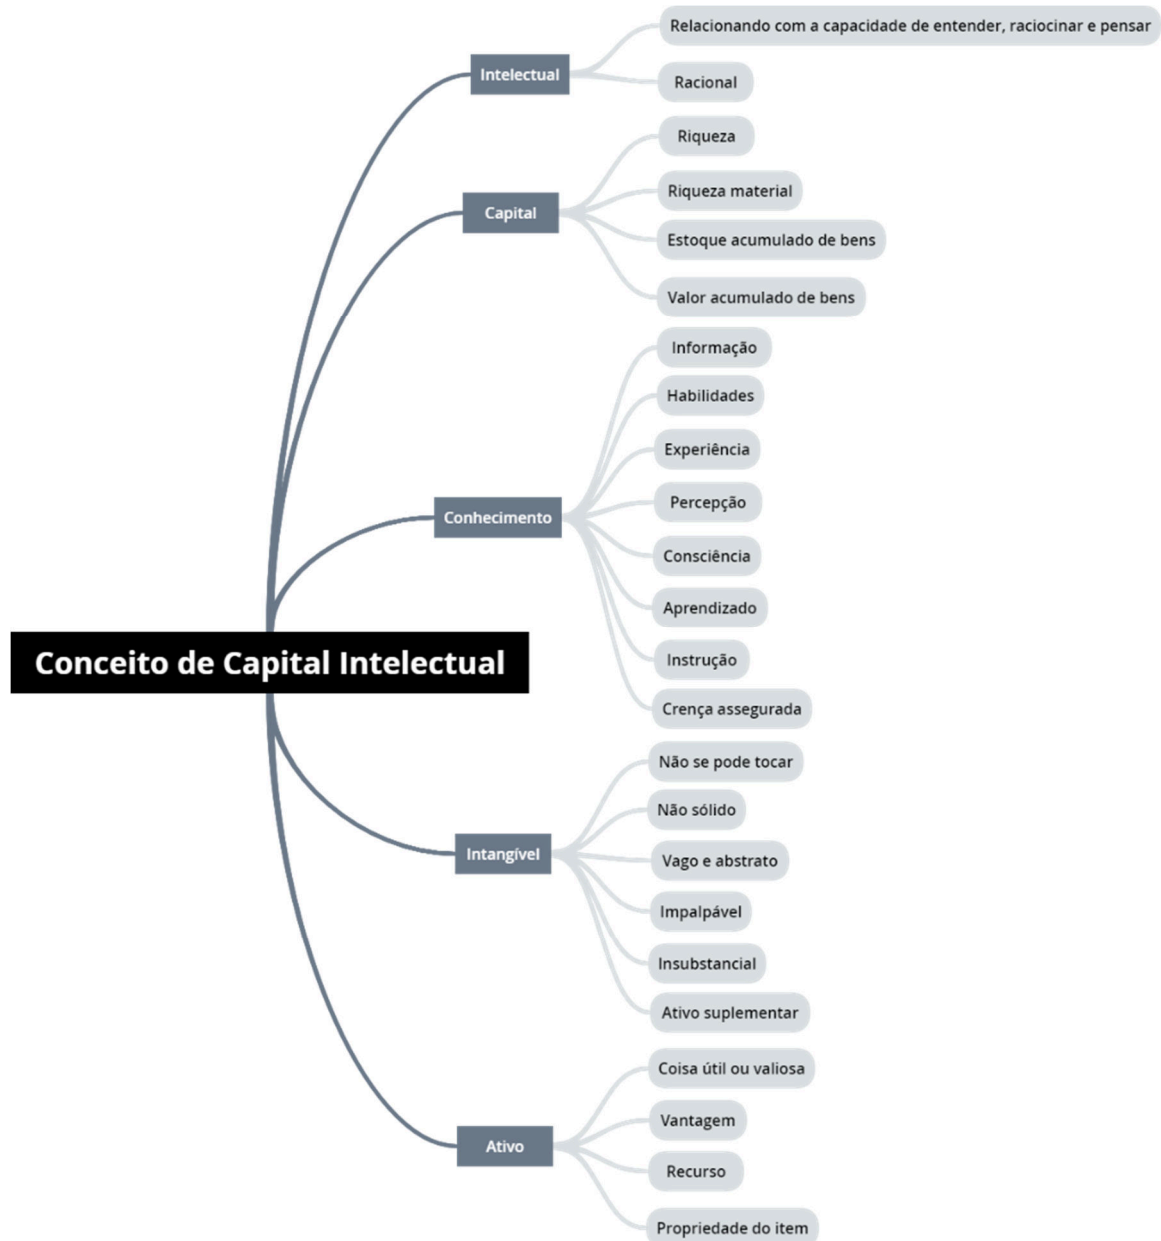 Conceito de Capital Intelectual
Intelectual
Relacionando com a capacidade de entender, raciocinar e pensar
Racional
Capital
Riqueza
Riqueza material
Estoque acumulado de bens
Valor acumulado de bens
Conhecimento
Informação
Habilidades
Experiência
Percepção
Consciência
Aprendizado
Instrução
Crença assegurada
Intangível
Não se pode tocar
Não sólido
Vago e abstrato
Impalpável
Insubstancial
Ativo suplementar
Ativo
Coisa útil ou valiosa
Vantagem
Recurso
Propriedade do item